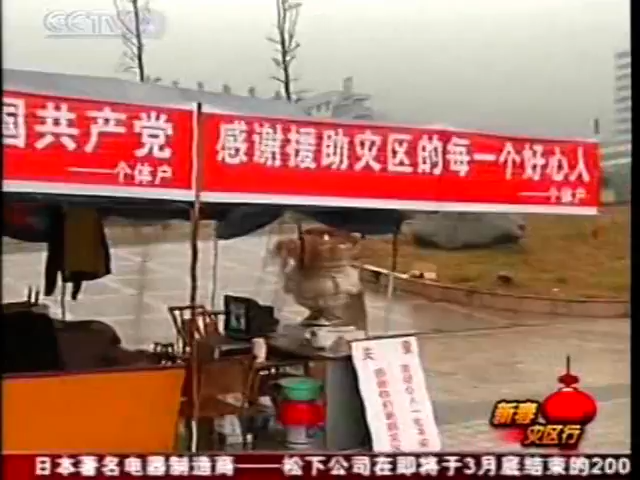 CCTV
国共产党
——个体户
感谢援助灾区的每一个好心人
——个体户
新春
灾区行
日本著名电器制造商——松下公司在即将于3月底结束的200